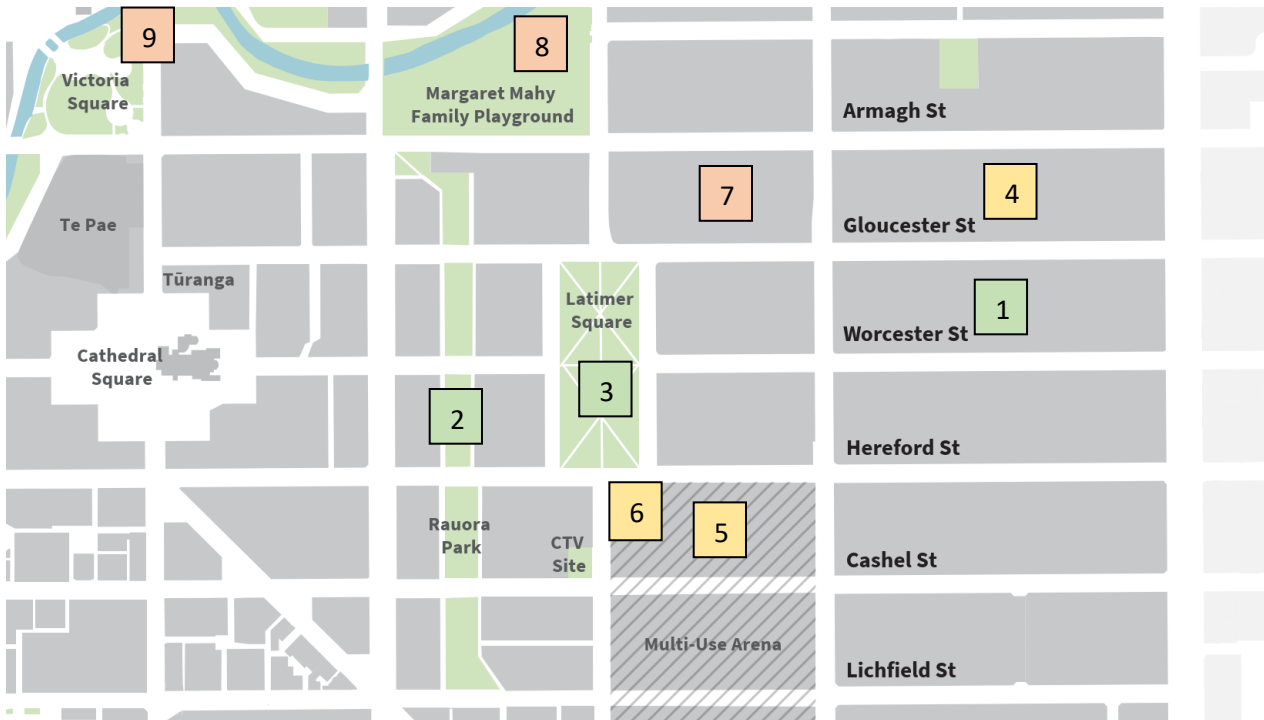 9
8
Victoria
Square
Margaret Mahy
Family Playground
Armagh St
7
4
Te Pae
Gloucester St
Tūranga
Latimer
Square
1
Worcester St
Cathedral
Square
3
2
Hereford St
6
5
Rauora
Park
CTV
Site
Cashel St
Multi-Use Arena
Lichfield St